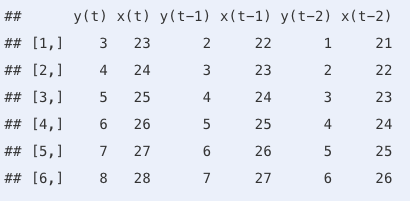 ##      y(t) x(t) y(t-1) x(t-1) y(t-2) x(t-2)
## [1,]    3   23      2     22      1     21
## [2,]    4   24      3     23      2     22
## [3,]    5   25      4     24      3     23
## [4,]    6   26      5     25      4     24
## [5,]    7   27      6     26      5     25
## [6,]    8   28      7     27      6     26